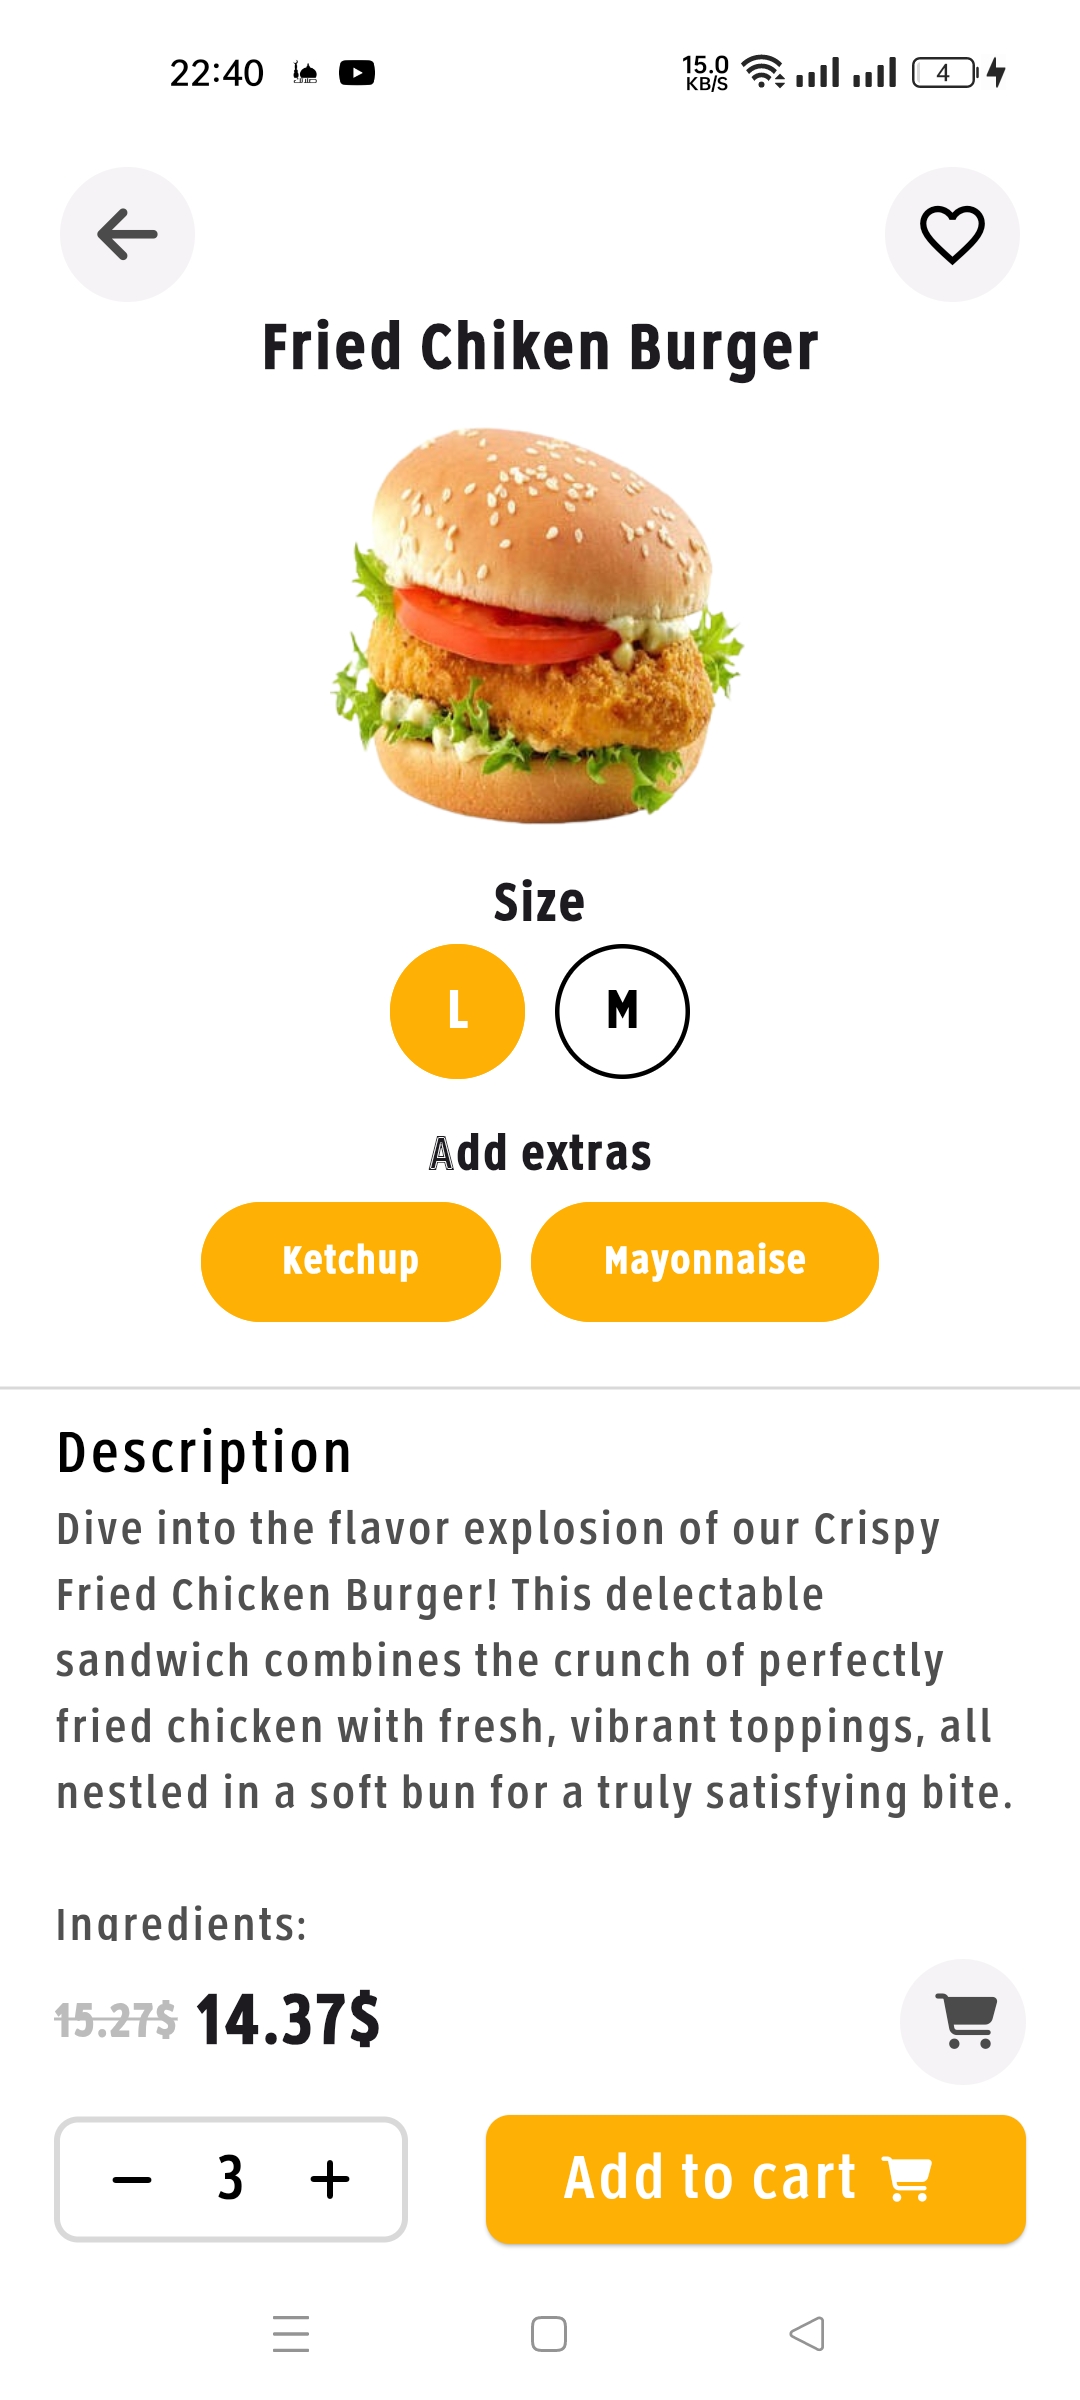 22:40
15.0
KB/S
4
Fried Chiken Burger
Size
L M
Add extras
Ketchup Mayonnaise
Description
Dive into the flavor explosion of our Crispy
Fried Chicken Burger! This delectable
sandwich combines the crunch of perfectly
fried chicken with fresh, vibrant toppings, all
nestled in a soft bun for a truly satisfying bite.
Ingredients:
15.27$ 14.37$
3
Add to cart